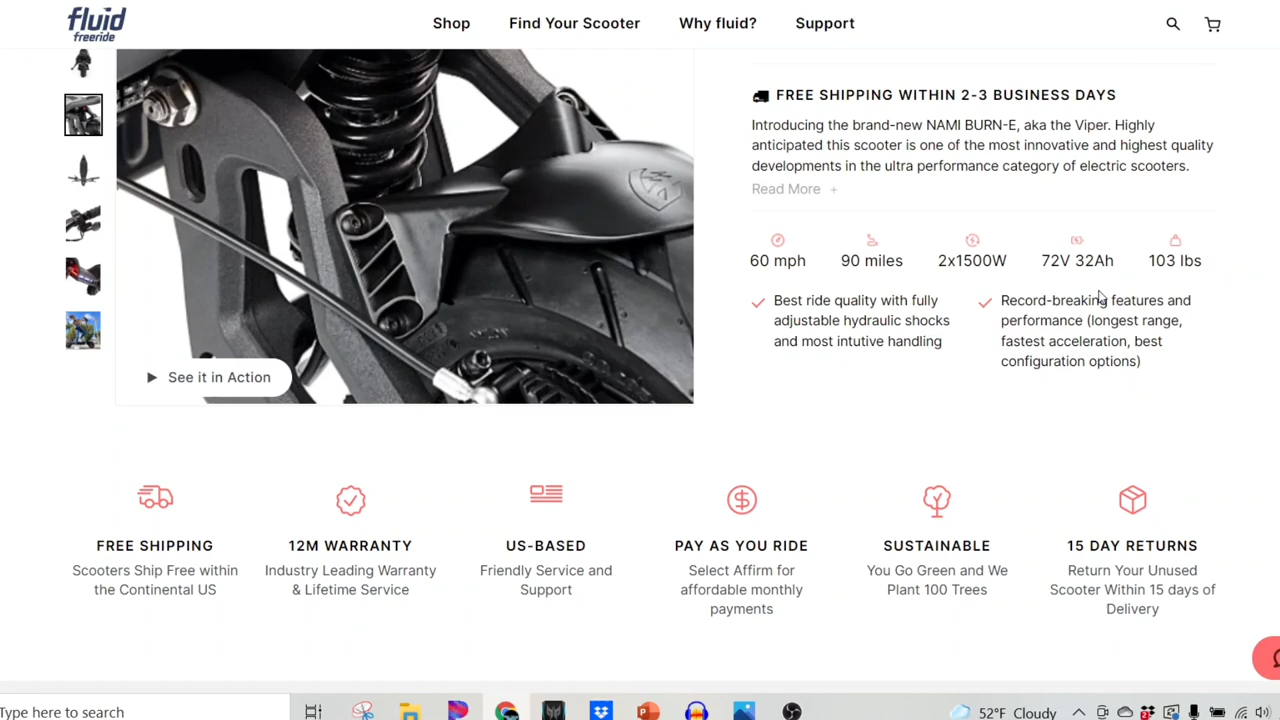 fluid
freeride
Shop Find Your Scooter Why fluid? Support
FREE SHIPPING WITHIN 2-3 BUSINESS DAYS
Introducing the brand-new NAMI BURN-E, aka the Viper. Highly
anticipated this scooter is one of the most innovative and highest quality
developments in the ultra performance category of electric scooters.
Read More +
60 mph 90 miles 2x1500W 72V 32Ah 103 lbs
Best ride quality with fully
adjustable hydraulic shocks
and most intutive handling
Record-breaking features and
performance (longest range,
fastest acceleration, best
configuration options)
See it in Action
FREE SHIPPING
Scooters Ship Free within
the Continental US
12M WARRANTY
Industry Leading Warranty
& Lifetime Service
US-BASED
Friendly Service and
Support
PAY AS YOU RIDE
Select Affirm for
affordable monthly
payments
SUSTAINABLE
You Go Green and We
Plant 100 Trees
15 DAY RETURNS
Return Your Unused
Scooter Within 15 days of
Delivery
Type here to search
52°F Cloudy